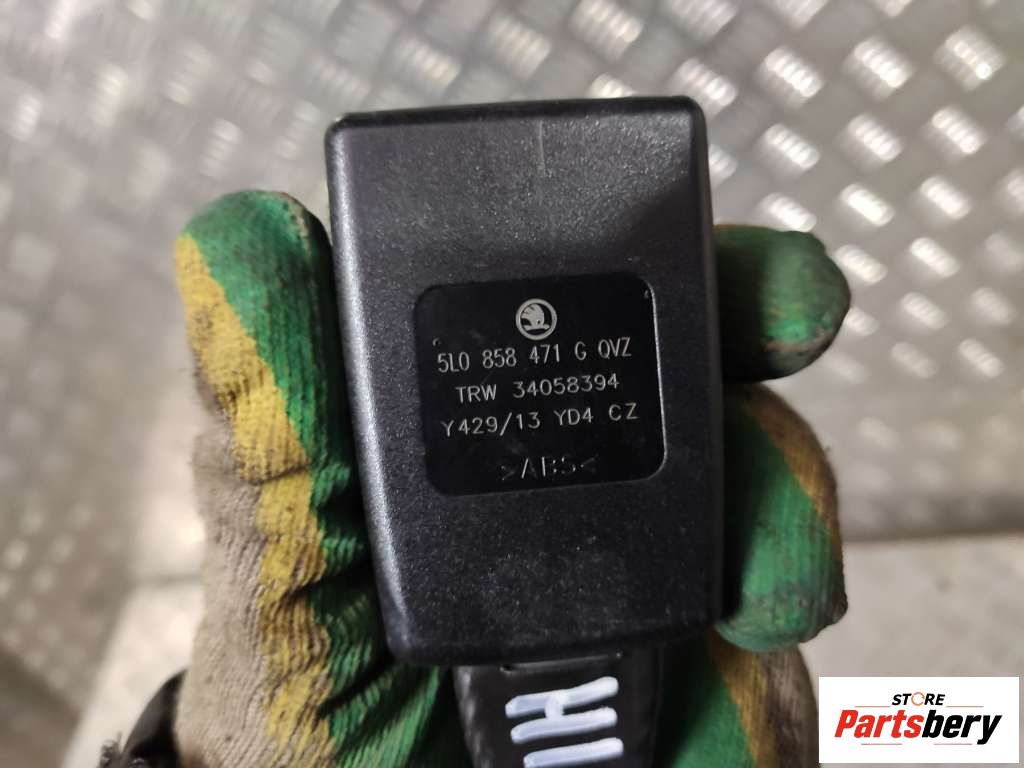 5L0 858 471 G QVZ
TRW 34058394
Y429/13 YD4 CZ
>ABS<
STORE
Partsbery